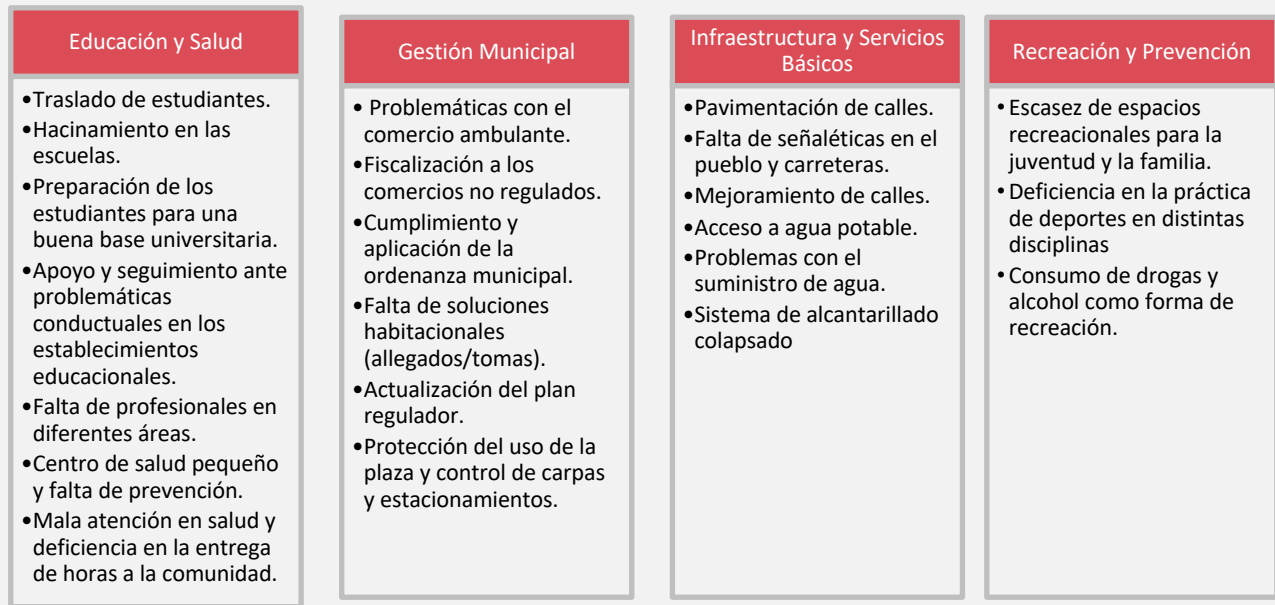 Educación y Salud
•Traslado de estudiantes.
•Hacinamiento en las
escuelas.
•Preparación de los
estudiantes para una
buena base universitaria.
•Apoyo y seguimiento ante
problemáticas
conductuales en los
establecimientos
educacionales.
•Falta de profesionales en
diferentes áreas.
•Centro de salud pequeño
y falta de prevención.
•Mala atención en salud y
deficiencia en la entrega
de horas a la comunidad.
Gestión Municipal
• Problemáticas con el
comercio ambulante.
•Fiscalización a los
comercios no regulados.
•Cumplimiento y
aplicación de la
ordenanza municipal.
•Falta de soluciones
habitacionales
(allegados/tomas).
•Actualización del plan
regulador.
•Protección del uso de la
plaza y control de carpas
y estacionamientos.
Infraestructura y Servicios
Básicos
•Pavimentación de calles.
•Falta de señaléticas en el
pueblo y carreteras.
•Mejoramiento de calles.
•Acceso a agua potable.
•Problemas con el
suministro de agua.
•Sistema de alcantarillado
colapsado
Recreación y Prevención
• Escasez de espacios
recreacionales para la
juventud y la familia.
• Deficiencia en la práctica
de deportes en distintas
disciplinas
• Consumo de drogas y
alcohol como forma de
recreación.